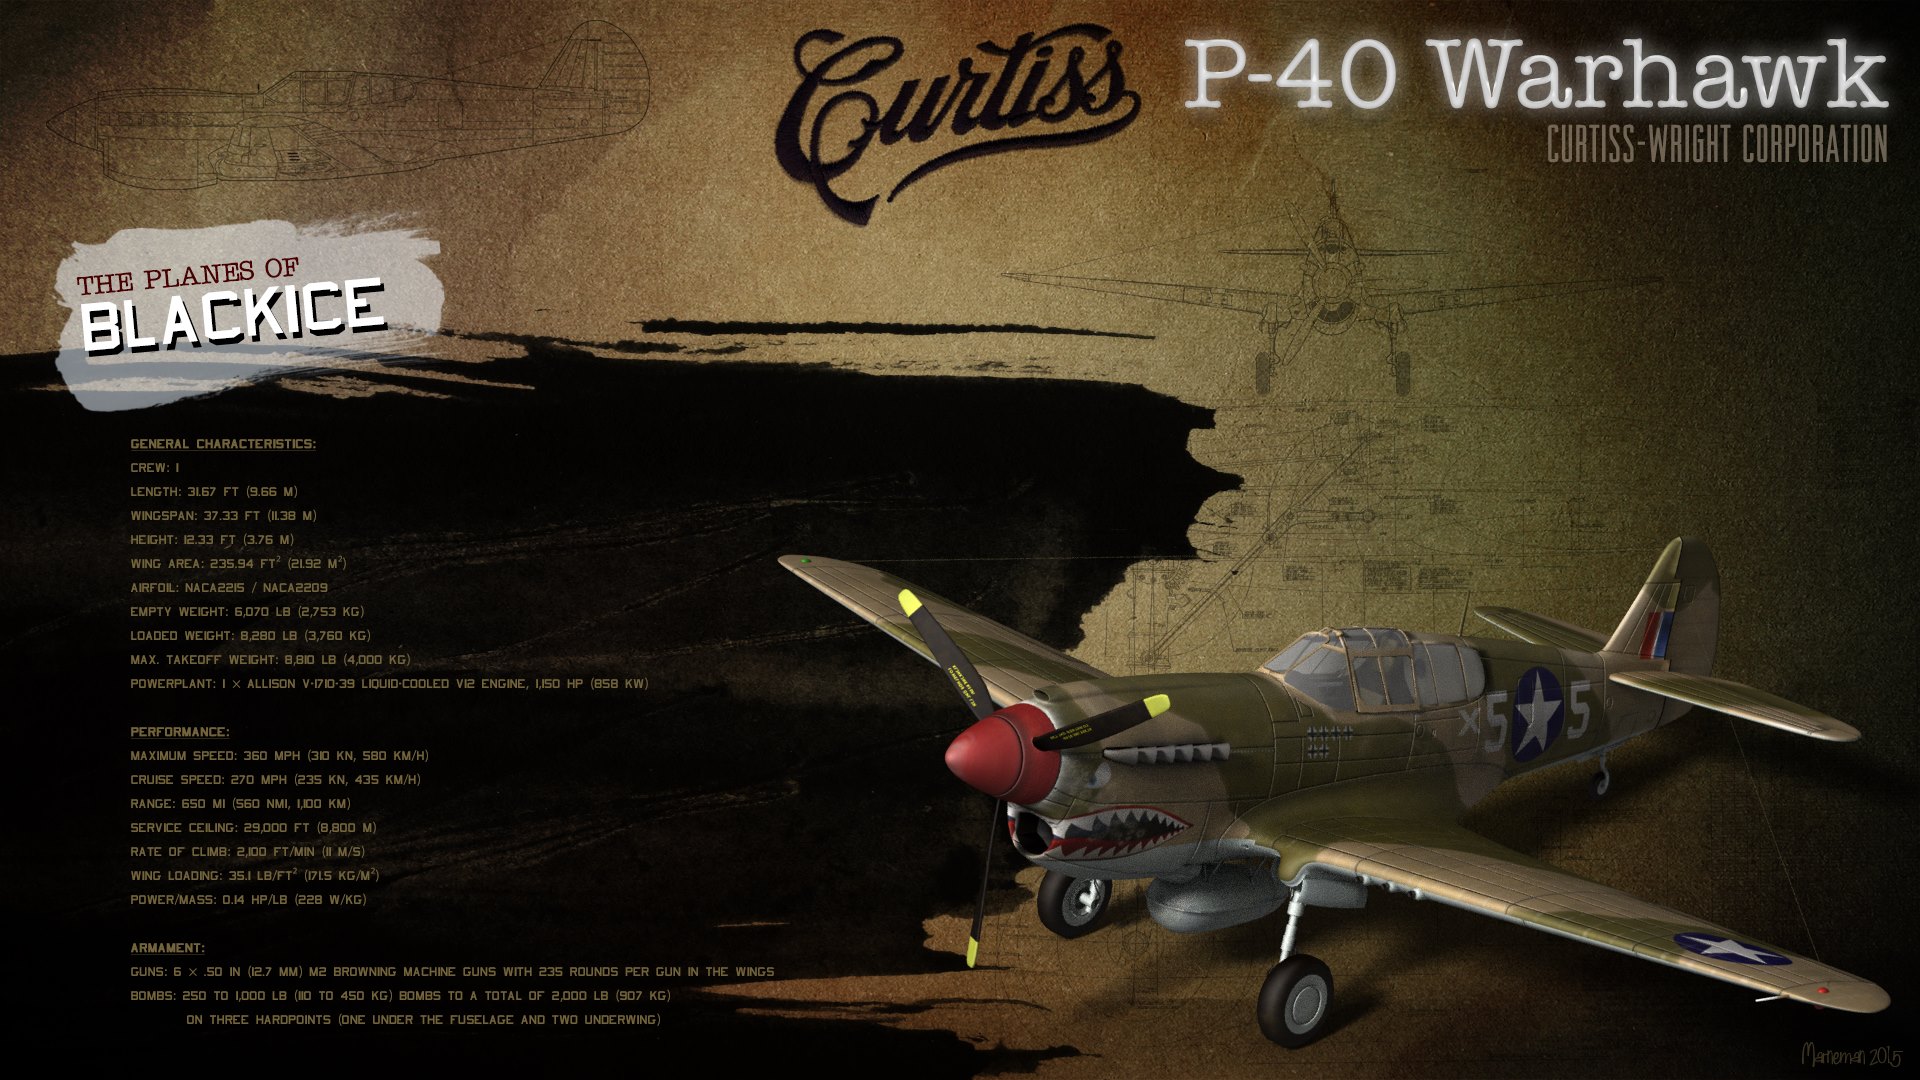 Curtiss
P-40 Warhawk
CURTISS-WRIGHT CORPORATION
THE PLANES OF
BLACKICE
GENERAL CHARACTERISTICS:
CREW: 1
LENGTH: 31.67 FT (9.66 M)
WINGSPAN: 37.33 FT (11.38 M)
HEIGHT: 12.33 FT (3.76 M)
WING AREA: 235.94 FT² (21.92 M²)
AIRFOIL: NACA2215 / NACA2209
EMPTY WEIGHT: 6,070 LB (2,753 KG)
LOADED WEIGHT: 8,280 LB (3,760 KG)
MAX. TAKEOFF WEIGHT: 8,810 LB (4,000 KG)
POWERPLANT: 1 × ALLISON V-1710-39 LIQUID-COOLED V12 ENGINE, 1,150 HP (858 KW)
PERFORMANCE:
MAXIMUM SPEED: 360 MPH (310 KN, 580 KM/H)
CRUISE SPEED: 270 MPH (235 KN, 435 KM/H)
RANGE: 650 MI (560 NMI, 1,100 KM)
SERVICE CEILING: 29,000 FT (8,800 M)
RATE OF CLIMB: 2,100 FT/MIN (11 M/S)
WING LOADING: 35.1 LB/FT² (171.5 KG/M²)
POWER/MASS: 0.14 HP/LB (228 W/KG)
ARMAMENT:
GUNS: 6 × .50 IN (12.7 MM) M2 BROWNING MACHINE GUNS WITH 235 ROUNDS PER GUN IN THE WINGS
BOMBS: 250 TO 1,000 LB (110 TO 450 KG) BOMBS TO A TOTAL OF 2,000 LB (907 KG)
ON THREE HARDPOINTS (ONE UNDER THE FUSELAGE AND TWO UNDERWING)
X5 5
Marneman 2015